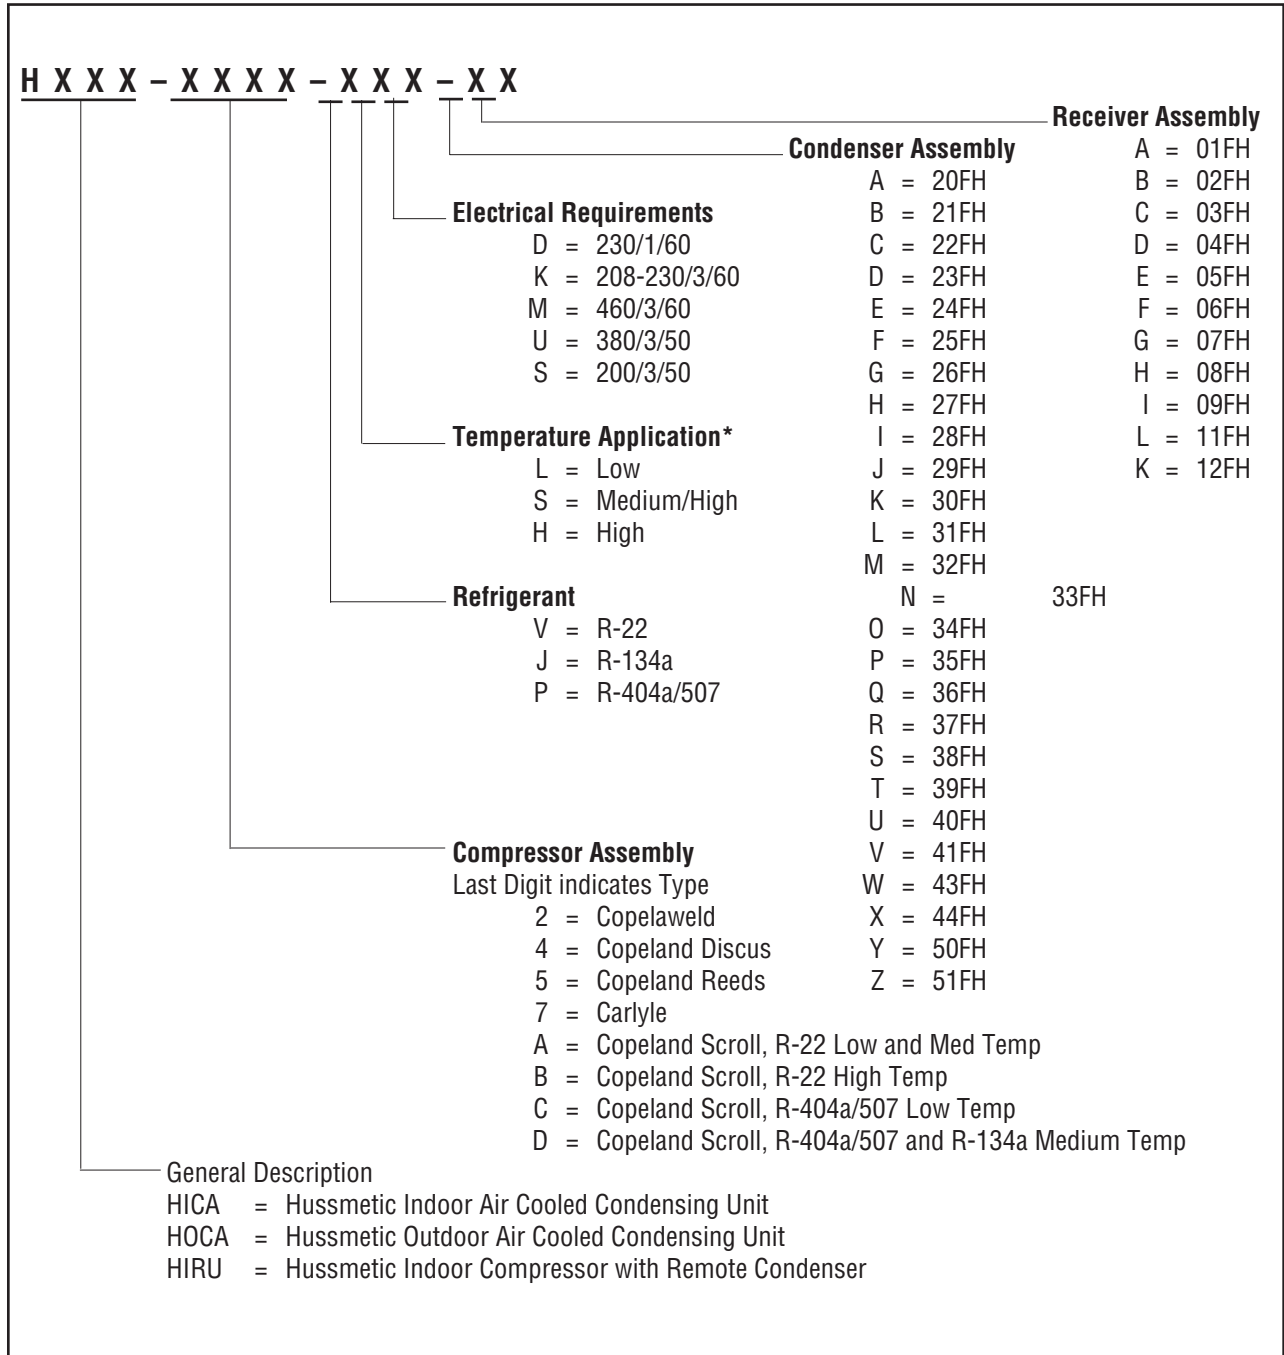 H X X X – X X X X – X X X – X X
Receiver Assembly
A = 01FH
B = 02FH
C = 03FH
D = 04FH
E = 05FH
F = 06FH
G = 07FH
H = 08FH
I = 09FH
L = 11FH
K = 12FH
Condenser Assembly
A = 20FH
B = 21FH
C = 22FH
D = 23FH
E = 24FH
F = 25FH
G = 26FH
H = 27FH
I = 28FH
J = 29FH
K = 30FH
L = 31FH
M = 32FH
N = 33FH
O = 34FH
P = 35FH
Q = 36FH
R = 37FH
S = 38FH
T = 39FH
U = 40FH
V = 41FH
W = 43FH
X = 44FH
Y = 50FH
Z = 51FH
Electrical Requirements
D = 230/1/60
K = 208-230/3/60
M = 460/3/60
U = 380/3/50
S = 200/3/50
Temperature Application*
L = Low
S = Medium/High
H = High
Refrigerant
V = R-22
J = R-134a
P = R-404a/507
Compressor Assembly
Last Digit indicates Type
2 = Copelaweld
4 = Copeland Discus
5 = Copeland Reeds
7 = Carlyle
A = Copeland Scroll, R-22 Low and Med Temp
B = Copeland Scroll, R-22 High Temp
C = Copeland Scroll, R-404a/507 Low Temp
D = Copeland Scroll, R-404a/507 and R-134a Medium Temp
General Description
HICA = Hussmetic Indoor Air Cooled Condensing Unit
HOCA = Hussmetic Outdoor Air Cooled Condensing Unit
HIRU = Hussmetic Indoor Compressor with Remote Condenser